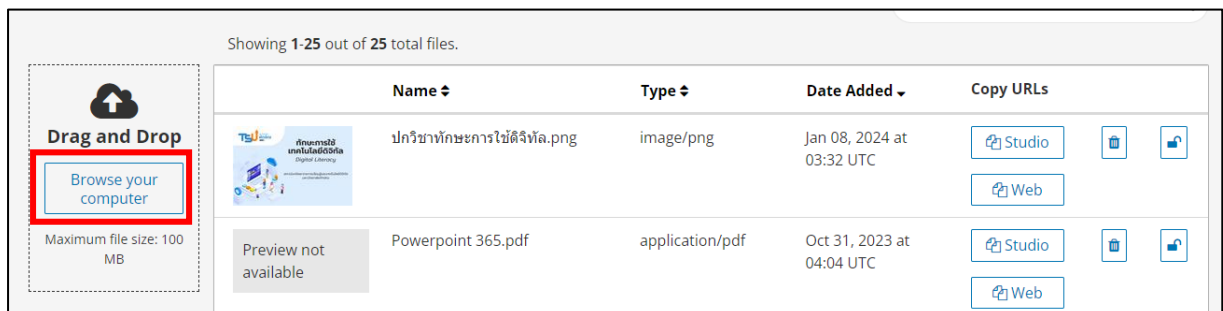 Showing 1-25 out of 25 total files.
Drag and Drop
Browse your
computer
Maximum file size: 100
MB
Name Type Date Added Copy URLs
TSU
ทักษะการใช้
เทคโนโลยีดิจิทัล
Digital Literacy
ปกวิชาทักษะการใช้ดิจิทัล.png image/png Jan 08, 2024 at
03:32 UTC
Studio
Web
Preview not
available
Powerpoint 365.pdf application/pdf Oct 31, 2023 at
04:04 UTC
Studio
Web